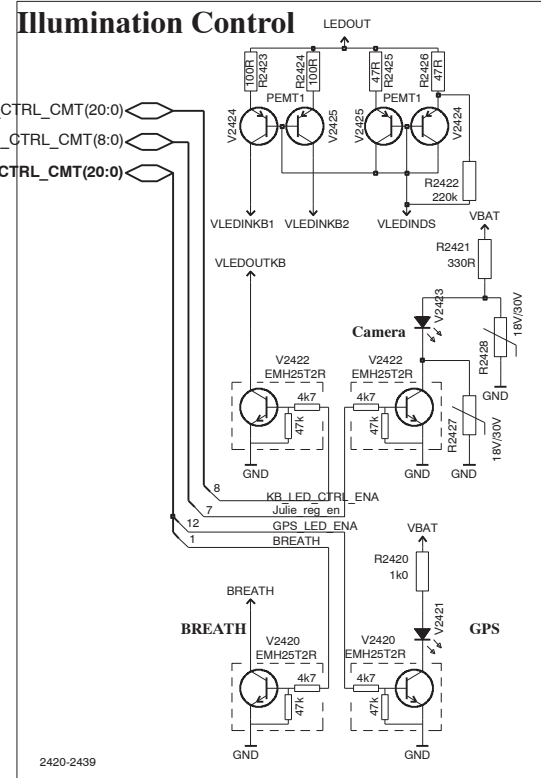 Illumination Control
LEDOUT
100R
R2423
R2424
100R
47R
R2425
R2426
47R
PEMT1
PEMT1
V2424
V2425
V2425
V2424
_CTRL_CMT(20:0)
_CTRL_CMT(8:0)
CTRL_CMT(20:0)
R2422
220k
VLEDINKB1
VLEDINKB2
VLEDINDS
VBAT
VLEDOUTKB
R2421
330R
V2423
Camera
18V/30V
R2428
V2422
EMH25T2R
V2422
EMH25T2R
4k7
4k7
GND
47k
47k
R2427
18V/30V
GND
GND
GND
8
KB_LED_CTRL_ENA
7
Julie_reg_en
12
GPS_LED_ENA
1
BREATH
VBAT
R2420
1k0
BREATH
V2421
BREATH
GPS
V2420
EMH25T2R
V2420
EMH25T2R
4k7
4k7
47k
47k
GND
GND
2420-2439